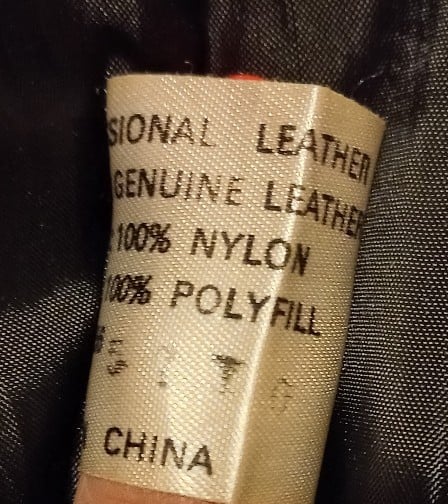 SIONAL LEATHER
GENUINE LEATHER
100% NYLON
100% POLYFILL
CHINA